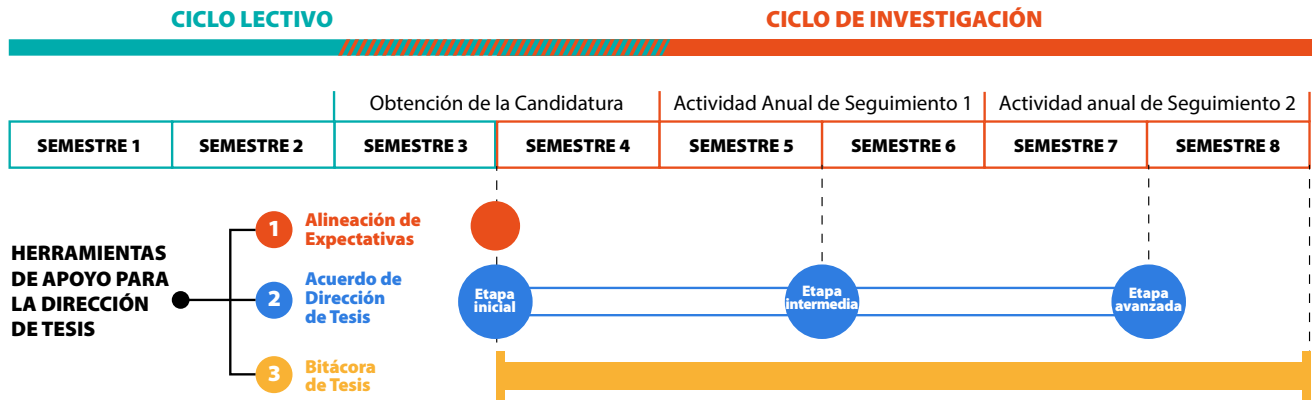 CICLO LECTIVO
CICLO DE INVESTIGACIÓN
Obtención de la Candidatura
Actividad Anual de Seguimiento 1
Actividad anual de Seguimiento 2
SEMESTRE 1
SEMESTRE 2
SEMESTRE 3
SEMESTRE 4
SEMESTRE 5
SEMESTRE 6
SEMESTRE 7
SEMESTRE 8
HERRAMIENTAS
DE APOYO PARA
LA DIRECCIÓN
DE TESIS
1
Alineación de
Expectativas
2
Acuerdo de
Dirección
de Tesis
Etapa
inicial
Etapa
intermedia
Etapa
avanzada
3
Bitácora
de Tesis